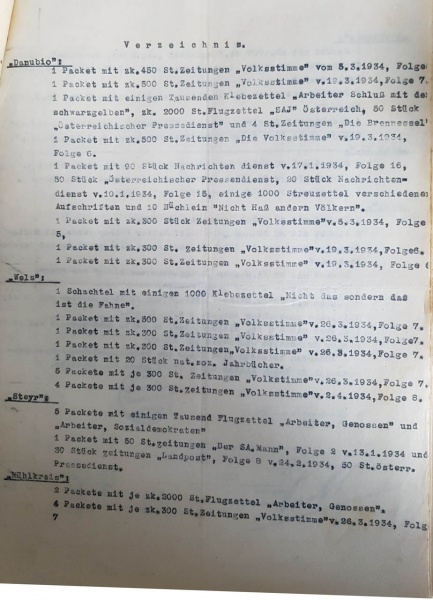 Verzeichnis.
„Danubio":
1 Packet mit zk.450 St.Zeitungen „Volksstimme" vom 5.3.1934, Folge
1 Packet mit zk.500 St.Zeitungen „Volksstimme" v.19.3.1934, Folge 7.
1 Packet mit einigen Tausenden Klebezettel „Arbeiter Schluß mit de
schwarzgelben", zk. 2000 St.Flugzettel „SAJ" Österreich, 50 Stück
„Österreichischer Pressedienst" und 4 St.Zeitungen „Die Brennessel"
1 Packet mit zk.500 St.Zeitungen „Die Volksstimme" v.19.3.1934,
Folge 6.
1 Packet mit 20 Stück Nachrichten dienst v.17.1.1934, Folge 16,
50 Stück „Österreichischer Pressendienst, 20 Stück Nachrichten=
dienst v.10.1.1934, Folge 15, einige 1000 Streuzettel verschiedene
Aufschriften und 10 Büchlein "Nicht Haß andern Völkern".
1 Packet mit zk.300 Stück Zeitungen „Volksstimme"v.5.3.1934, Folge
5,
1 Packet mit zk.300 St. zeitungen „Volksstimme"v.19.3.1934,Folge6.
1 Packet mit zk.300 St.Zeitungen „Volksstimme"v.19.3.1934, Folge 6
„Wels":
1 Schachtel mit einigen 1000 Klebezettel „Nicht das sondern das
ist die Fahne".
1 Packet mit zk.500 St.Zeitungen „Volksstimme"v.26.3.1934,Folge 7.
1 Packet mit zk.300 St.Zeitungen „Volksstimme"v.26.3.1934,Folge7.
1 Packet mit zk.300 St.Zeitungen„Volksstimme"v.26.3.1934,Folge 7.
1 Packet mit 20 Stück nat.soz. Jahrbücher.
5 Packete mit je 300 St. Zeitungen „Volkstimme"v.26.3.1934, Folge 7.
4 Packete mit je 300 St.zeitungen „Volkstimme"v.2.4.1934, Folge 8.
„Steyr":
5 Packete mit einigen Tausend Flugzettel „Arbeiter, Genossen" und
„Arbeiter, Sozialdemokraten"
1 Packet mit 50 St.zeitungen „Der SA.Mann", Folge 2 v.13.1.1934 und
30 Stück zeitungen „Landpost", Folge 8 v.24.2.1934, 50 St.österr.
Pressedienst.
„Mühlkreis":
2 Packete mit je zk.2000 St.Flugzettel „Arbeiter, Genossen".
4 Packete mit je zk.300 St.Zeitungen „Volksstimme"v.26.3.1934, Folg
7